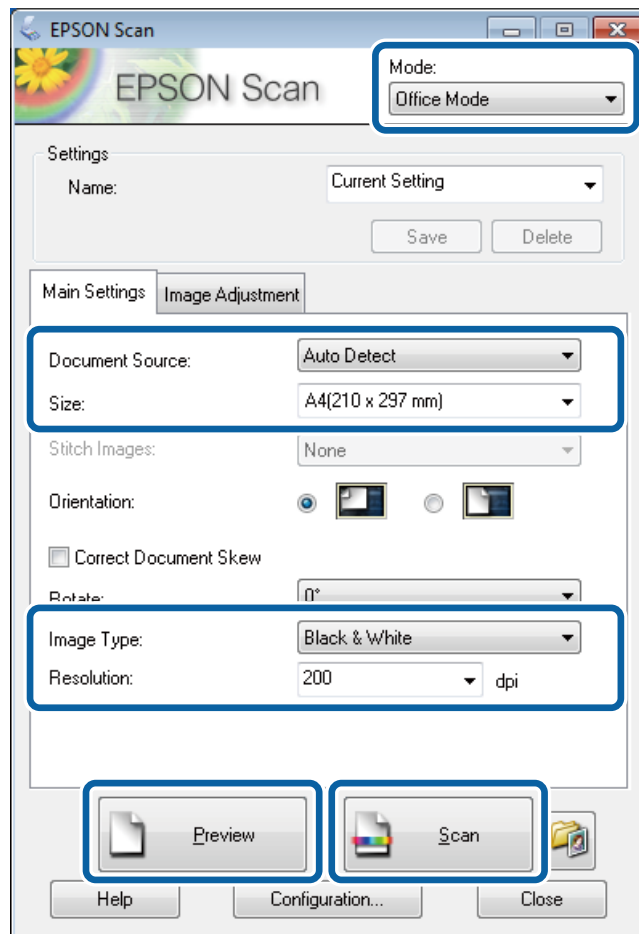 EPSON Scan
EPSON Scan
Mode:
Office Mode
Settings
Name: Current Setting
Save Delete
Main Settings Image Adjustment
Document Source: Auto Detect
Size: A4(210 x 297 mm)
Stitch Images: None
Orientation:
Correct Document Skew
Rotate: 0°
Image Type: Black & White
Resolution: 200 dpi
Preview Scan
Help Configuration... Close